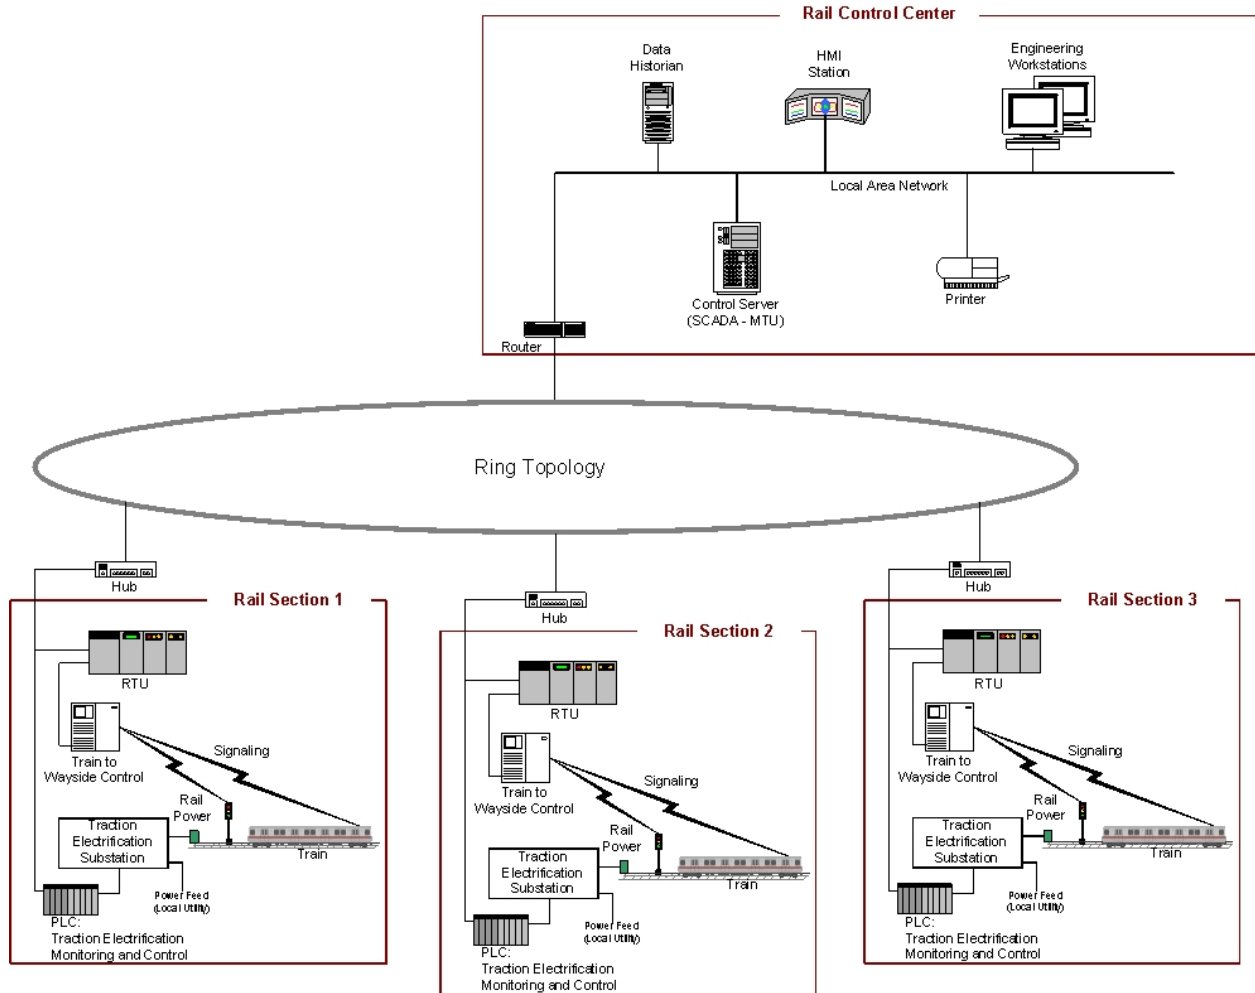 Rail Control Center
Data
Historian
HMI
Station
Engineering
Workstations
Local Area Network
Control Server
(SCADA - MTU)
Printer
Router
Ring Topology
Hub
Hub
Hub
Rail Section 1
RTU
Train to
Wayside Control
Signaling
Rail
Power
Traction
Electrification
Substation
Train
Power Feed
(Local Utility)
PLC:
Traction Electrification
Monitoring and Control
Rail Section 2
RTU
Train to
Wayside Control
Signaling
Rail
Power
Traction
Electrification
Substation
Train
Power Feed
(Local Utility)
PLC:
Traction Electrification
Monitoring and Control
Rail Section 3
RTU
Train to
Wayside Control
Signaling
Rail
Power
Traction
Electrification
Substation
Train
Power Feed
(Local Utility)
PLC:
Traction Electrification
Monitoring and Control